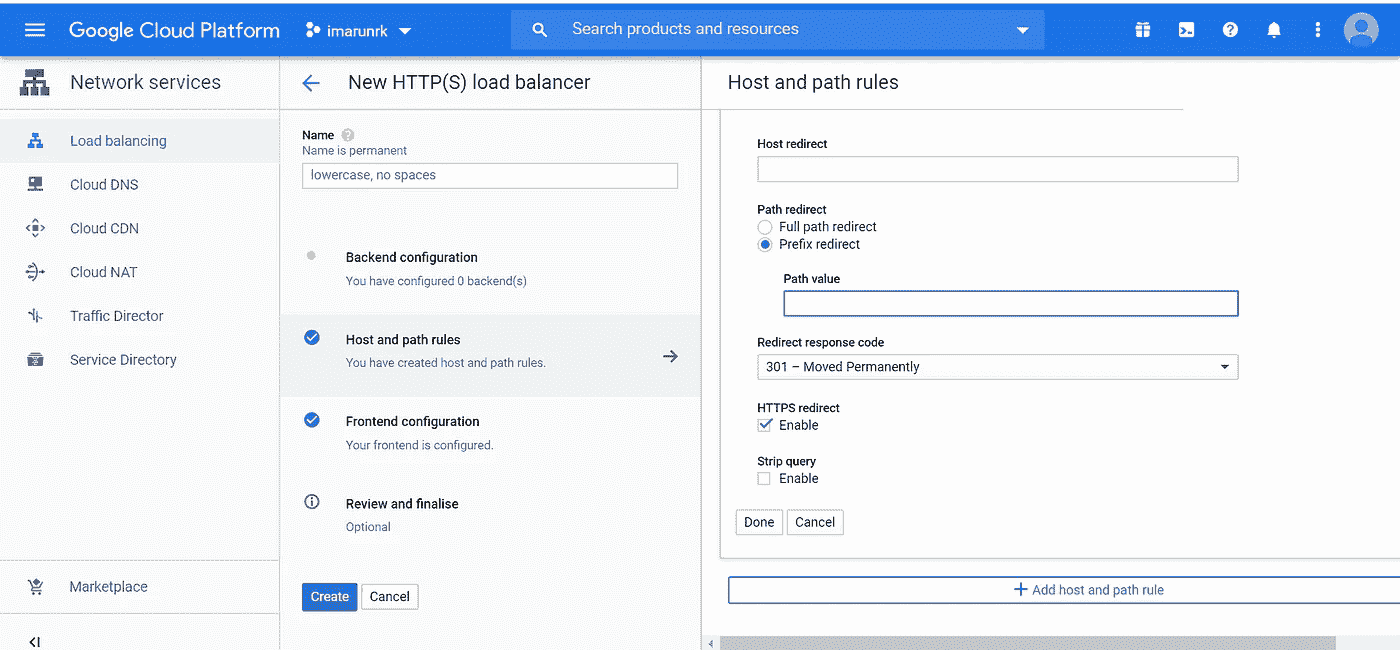 Google Cloud Platform
imarunrk
Search products and resources
Network services
Load balancing
Cloud DNS
Cloud CDN
Cloud NAT
Traffic Director
Service Directory
Marketplace
New HTTP(S) load balancer
Name
Name is permanent
lowercase, no spaces
Backend configuration
You have configured 0 backend(s)
Host and path rules
You have created host and path rules.
Frontend configuration
Your frontend is configured.
Review and finalise
Optional
Create
Cancel
Host and path rules
Host redirect
Path redirect
Full path redirect
Prefix redirect
Path value
Redirect response code
301 – Moved Permanently
HTTPS redirect
Enable
Strip query
Enable
Done
Cancel
Add host and path rule